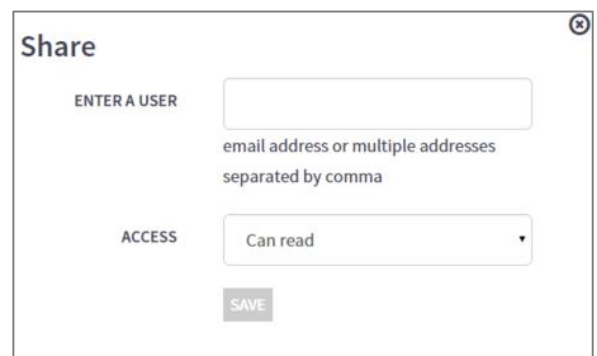 Share
ENTER A USER
email address or multiple addresses
separated by comma
ACCESS
Can read
SAVE